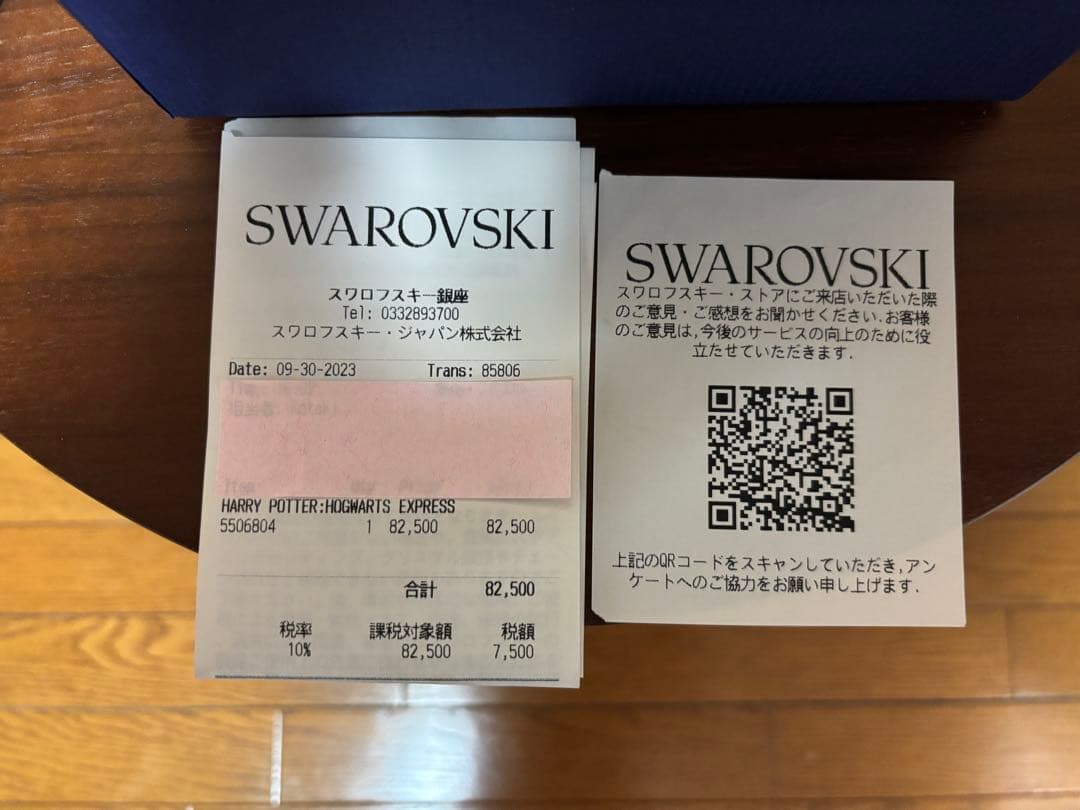 SWAROVSKI
スワロフスキー銀座
Tel: 0332893700
スワロフスキー・ジャパン株式会社
Date: 09-30-2023 Trans: 85806
HARRY POTTER:HOGWARTS EXPRESS
5506804 1 82,500 82,500
合計 82,500
税率 課税対象額 税額
10% 82,500 7,500
SWAROVSKI
スワロフスキー・ストアにご来店いただいた際
のご意見・ご感想をお聞かせください.お客様
のご意見は,今後のサービスの向上のために役
立たせていただきます.
上記のQRコードをスキャンしていただき,アン
ケートへのご協力をお願い申し上げます.